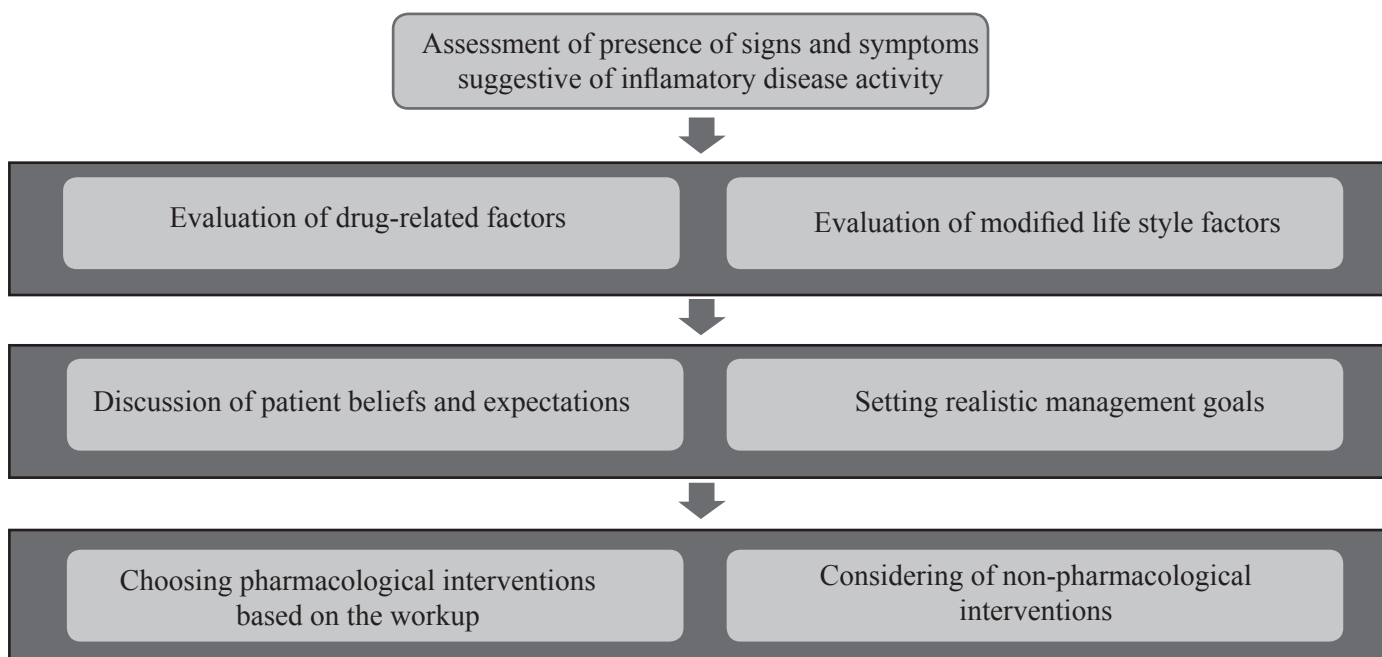 Assessment of presence of signs and symptoms
suggestive of inflamatory disease activity
Evaluation of drug-related factors
Evaluation of modified life style factors
Discussion of patient beliefs and expectations
Setting realistic management goals
Choosing pharmacological interventions
based on the workup
Considering of non-pharmacological
interventions